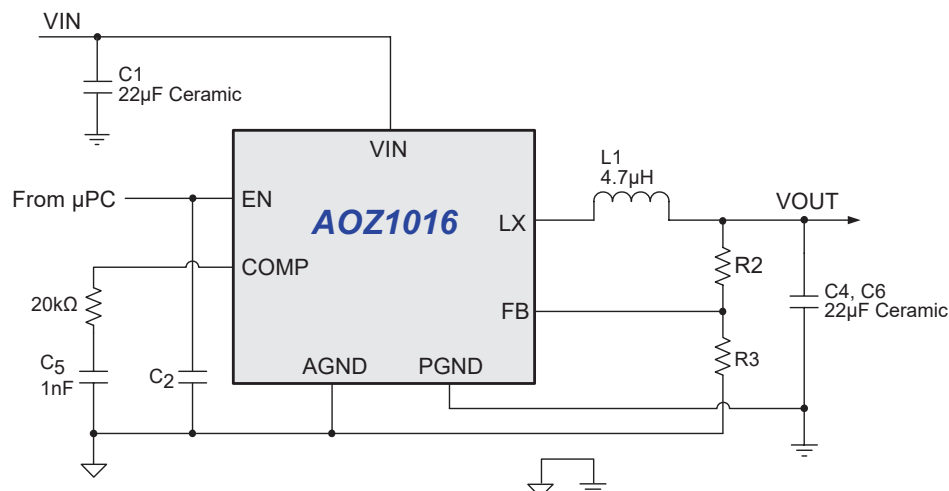 VIN
C1
22µF Ceramic
VIN
L1
4.7µH
From µPC
EN
AOZ1016
LX
VOUT
COMP
R2
20kΩ
FB
C4, C6
22µF Ceramic
C5
1nF
C2
AGND
PGND
R3